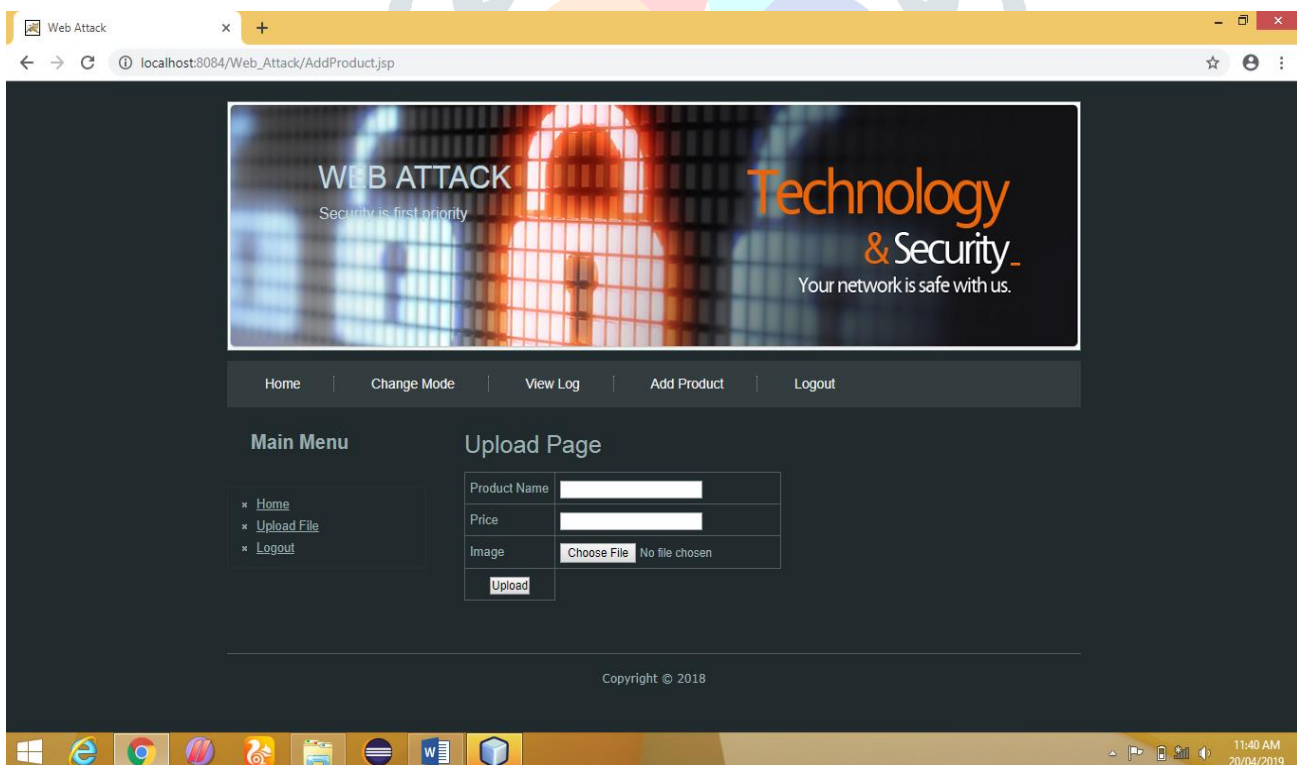 Web Attack
localhost:8084/Web_Attack/AddProduct.jsp
WEB ATTACK
Security is first priority
Technology
& Security_
Your network is safe with us.
Home
Change Mode
View Log
Add Product
Logout
Main Menu
Home
Upload File
Logout
Upload Page
Product Name
Price
Image
Choose File No file chosen
Upload
Copyright © 2018
11:40 AM
20/04/2019